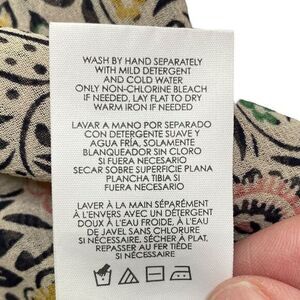 WASH BY HAND SEPARATELY
WITH MILD DETERGENT
AND COLD WATER
ONLY NON-CHLORINE BLEACH
IF NEEDED, LAY FLAT TO DRY
WARM IRON IF NEEDED
LAVAR A MANO POR SEPARADO
CON DETERGENTE SUAVE Y
AGUA FRÍA, SOLAMENTE
BLANQUEADOR SIN CLORO
SI FUERA NECESARIO
SECAR SOBRE SUPERFICIE PLANA
PLANCHA TIBIA SI
FUERA NECESARIO
LAVER À LA MAIN SÉPARÉMENT
À L'ENVERS AVEC UN DÉTERGENT
DOUX À L'EAU FROIDE. À L'EAU
DE JAVEL SANS CHLORURE
SI NÉCESSAIRE, SÉCHER À PLAT,
REPASSER AU FER TIÈDE
SI NÉCESSAIRE